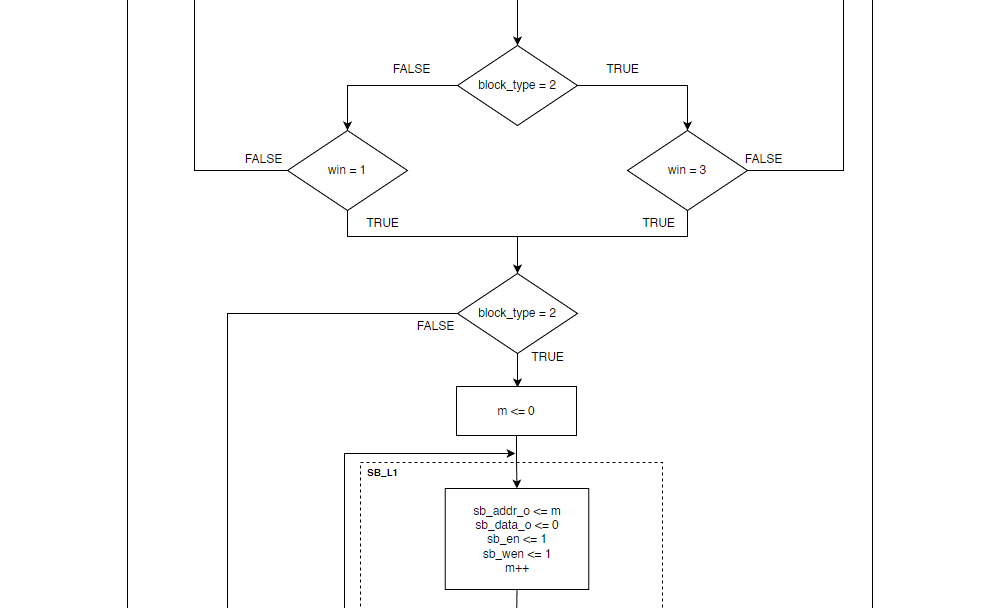 FALSE
TRUE
block_type = 2
FALSE
win = 1
win = 3
FALSE
TRUE
TRUE
block_type = 2
FALSE
TRUE
m <= 0
SB_L1
sb_addr_o <= m
sb_data_o <= 0
sb_en <= 1
sb_wen <= 1
m++